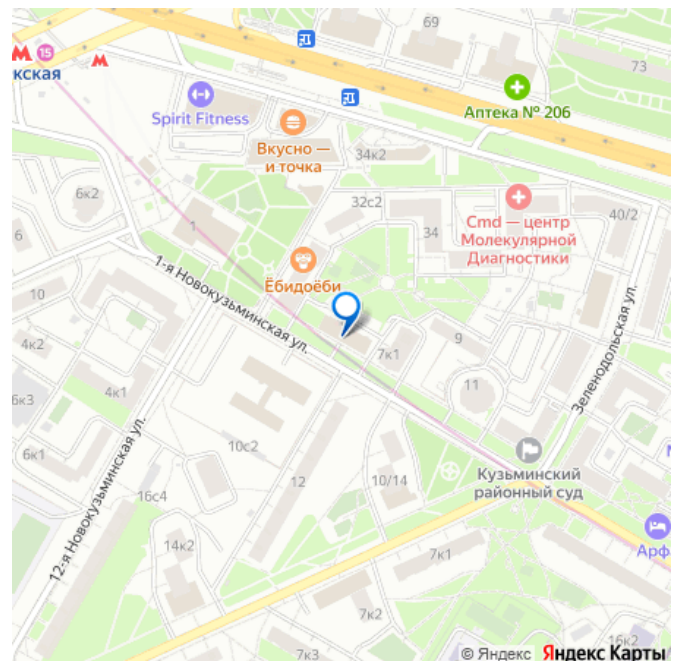 69
15
кская
73
Spirit Fitness
Аптека № 206
Вкусно —
и точка
34к2
6к2
32с2
40/2
Cmd — центр
Молекулярной
Диагностики
1
34
6
1-я Новокузьминская ул.
Ёбидоёби
10
Зеленодольская ул.
9
4к2
7к1
11
4к1
6к3
12-я Новокузьминская ул.
10с2
6к1
Кузьминский
районный суд
12
10/14
16с4
Арф
14к2
7к1
7к2
16к2
7к3
© Яндекс Яндекс Карты